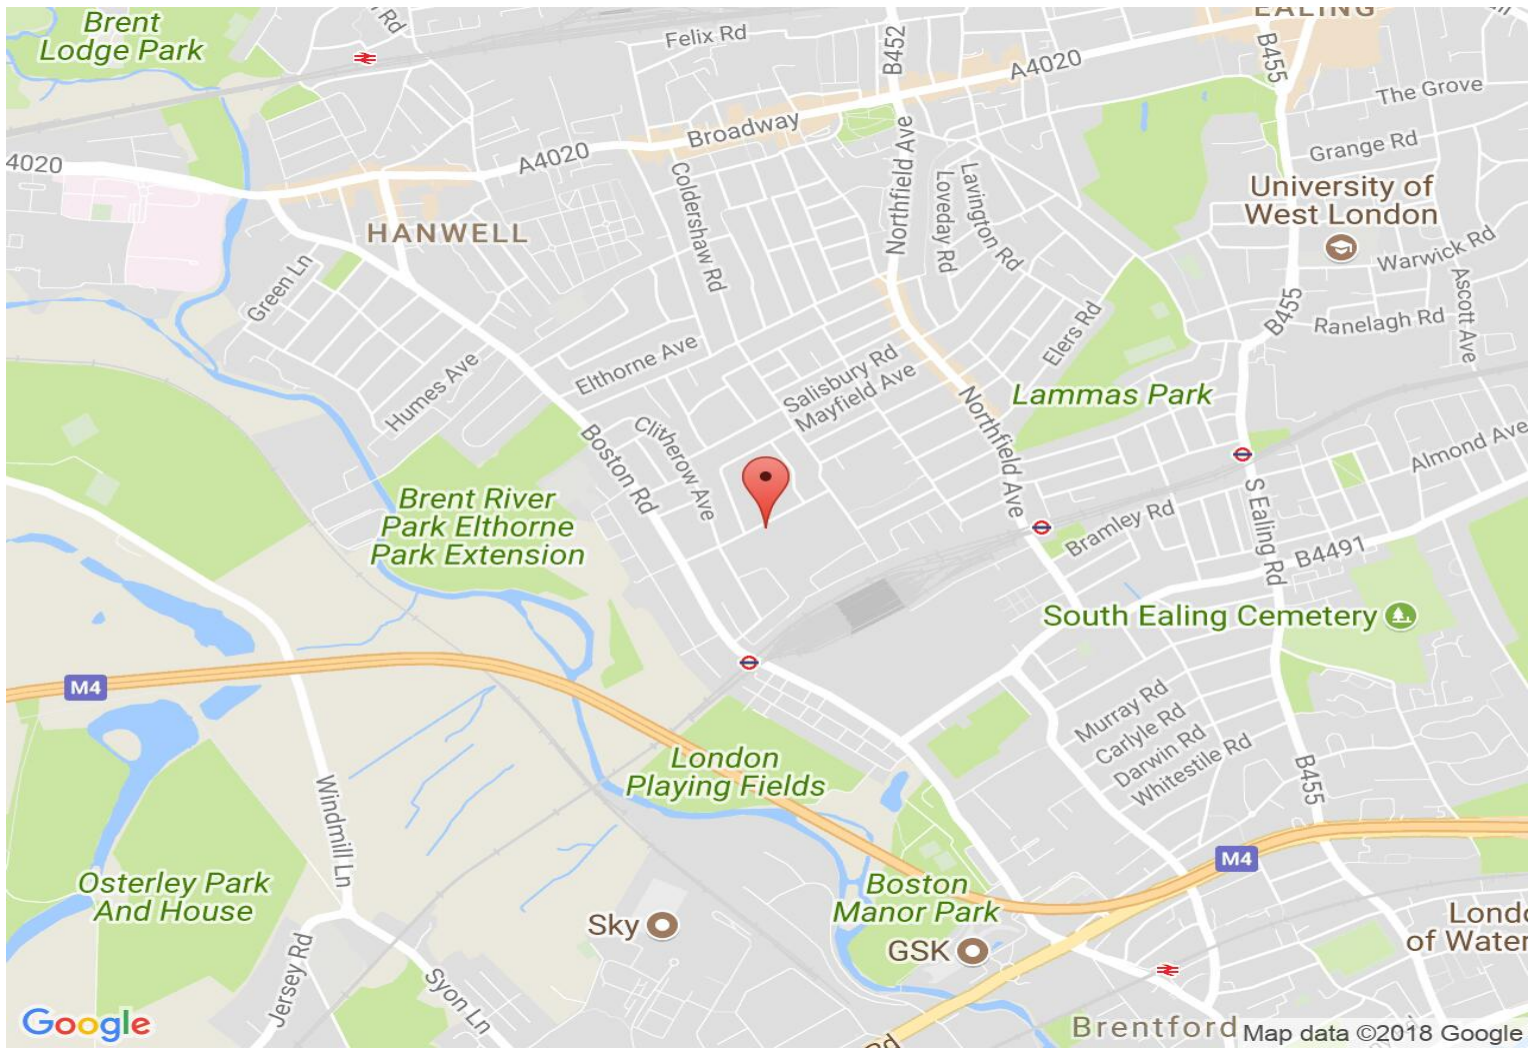 Brent
Lodge Park
Rd
Felix Rd
B452
A4020
EALING
B455
The Grove
Broadway
Grange Rd
4020
A4020
Coldershaw Rd
Northfield Ave
Loveday Rd
Lavington Rd
University of
West London
HANWELL
Warwick Rd
Green Ln
Ascott Ave
B455
Ranelagh Rd
Elers Rd
Elthorne Ave
Humes Ave
Salisbury Rd
Mayfield Ave
Lammas Park
Northfield Ave
Clitherow Ave
Boston Rd
Almond Ave
Brent River
Park Elthorne
Park Extension
S Ealing Rd
Bramley Rd
B4491
South Ealing Cemetery
M4
Murray Rd
Carlyle Rd
Darwin Rd
Whitestile Rd
London
Playing Fields
B455
Windmill Ln
M4
Osterley Park
And House
Boston
Manor Park
Sky
GSK
Londo
of Water
Jersey Rd
Syon Ln
Google
Brentford
Rd
Map data ©2018 Google